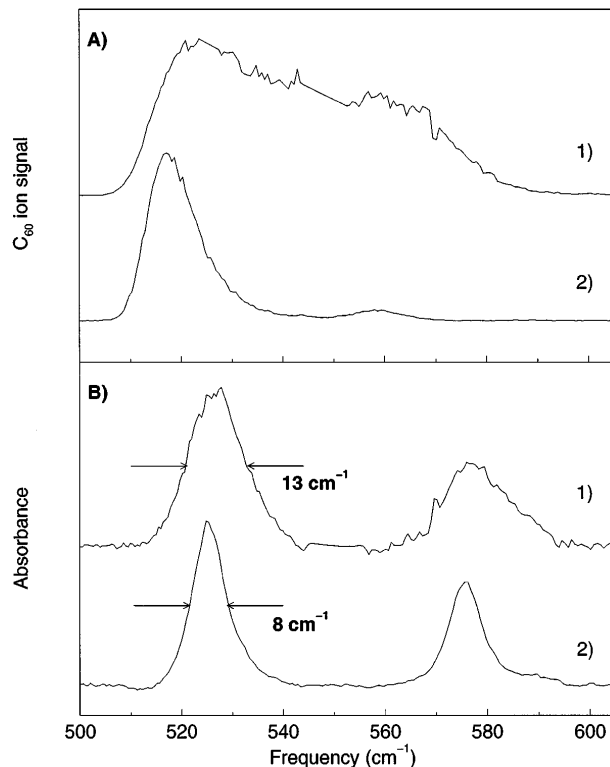 A)
1)
2)
C₆₀ ion signal
B)
13 cm⁻¹
1)
8 cm⁻¹
2)
Absorbance
500 520 540 560 580 600
Frequency (cm⁻¹)